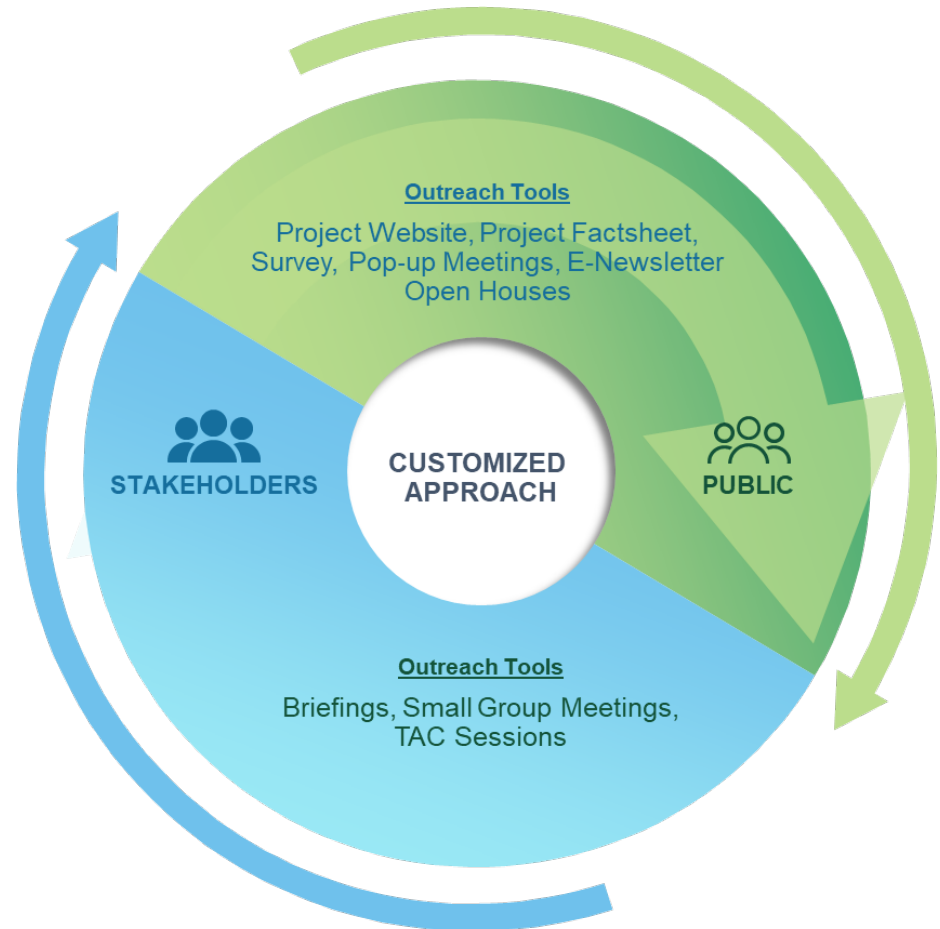 Outreach Tools
Project Website, Project Factsheet,
Survey, Pop-up Meetings, E-Newsletter
Open Houses
STAKEHOLDERS
CUSTOMIZED
APPROACH
PUBLIC
Outreach Tools
Briefings, Small Group Meetings,
TAC Sessions